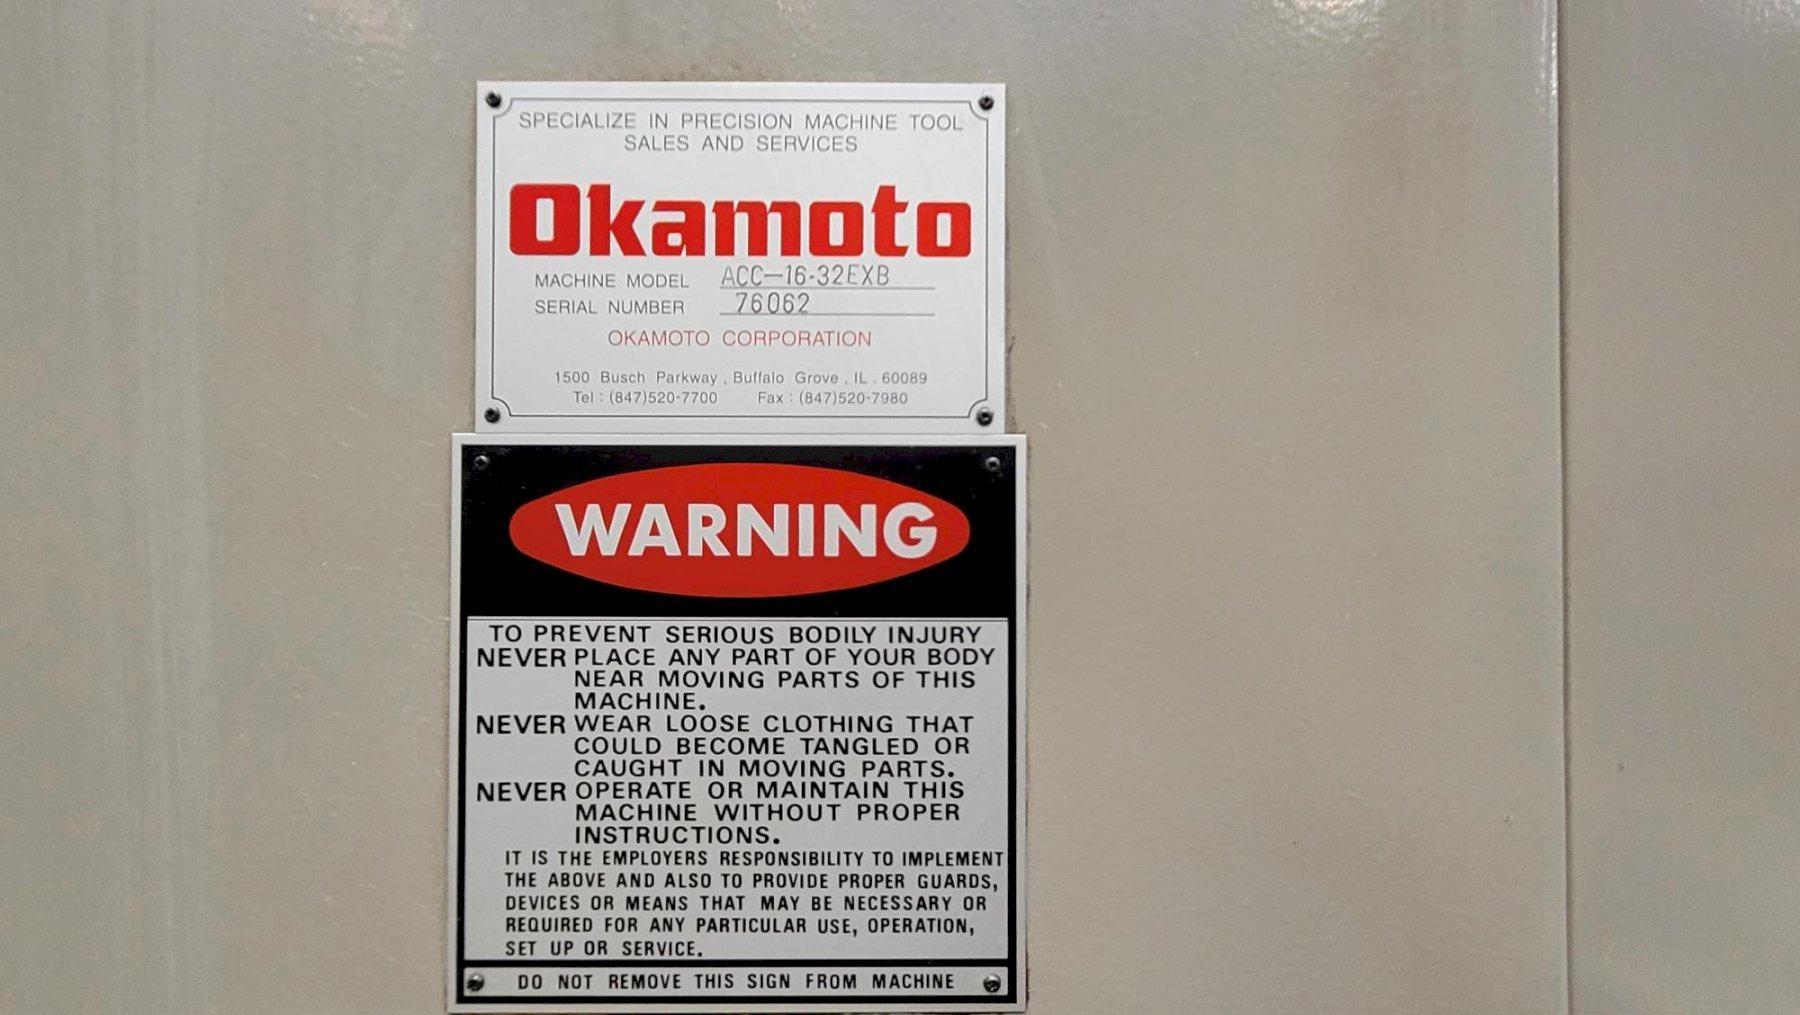 SPECIALIZE IN PRECISION MACHINE TOOL
SALES AND SERVICES
Okamoto
MACHINE MODEL ACC-16-32EXB
SERIAL NUMBER 76062
OKAMOTO CORPORATION
1500 Busch Parkway, Buffalo Grove, IL. 60089
Tel : (847)520-7700 Fax : (847)520-7980
WARNING
TO PREVENT SERIOUS BODILY INJURY
NEVER PLACE ANY PART OF YOUR BODY
NEAR MOVING PARTS OF THIS
MACHINE.
NEVER WEAR LOOSE CLOTHING THAT
COULD BECOME TANGLED OR
CAUGHT IN MOVING PARTS.
NEVER OPERATE OR MAINTAIN THIS
MACHINE WITHOUT PROPER
INSTRUCTIONS.
IT IS THE EMPLOYERS RESPONSIBILITY TO IMPLEMENT
THE ABOVE AND ALSO TO PROVIDE PROPER GUARDS,
DEVICES OR MEANS THAT MAY BE NECESSARY OR
REQUIRED FOR ANY PARTICULAR USE, OPERATION,
SET UP OR SERVICE.
DO NOT REMOVE THIS SIGN FROM MACHINE